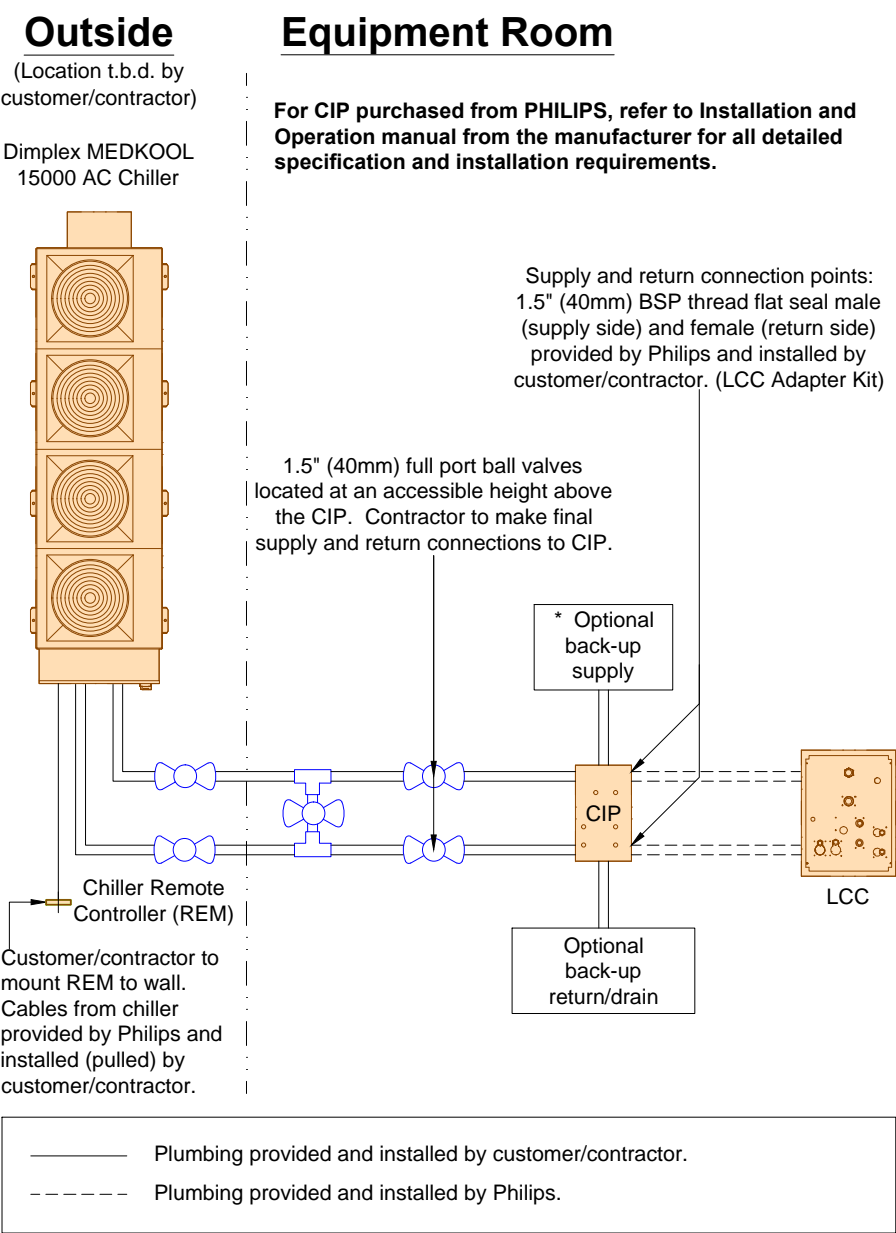 Outside
(Location t.b.d. by
customer/contractor)
Dimplex MEDKOOL
15000 AC Chiller
Equipment Room
For CIP purchased from PHILIPS, refer to Installation and
Operation manual from the manufacturer for all detailed
specification and installation requirements.
Supply and return connection points:
1.5" (40mm) BSP thread flat seal male
(supply side) and female (return side)
provided by Philips and installed by
customer/contractor. (LCC Adapter Kit)
1.5" (40mm) full port ball valves
located at an accessible height above
the CIP.  Contractor to make final
supply and return connections to CIP.
* Optional
back-up
supply
CIP
LCC
Chiller Remote
Controller (REM)
Customer/contractor to
mount REM to wall.
Cables from chiller
provided by Philips and
installed (pulled) by
customer/contractor.
Optional
back-up
return/drain
Plumbing provided and installed by customer/contractor.
Plumbing provided and installed by Philips.